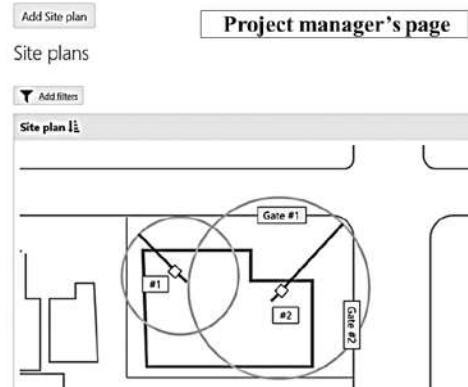 Add Site plan
Project manager's page
Site plans
Add filters
Site plan
Gate #1
#1
#2
Gate #2